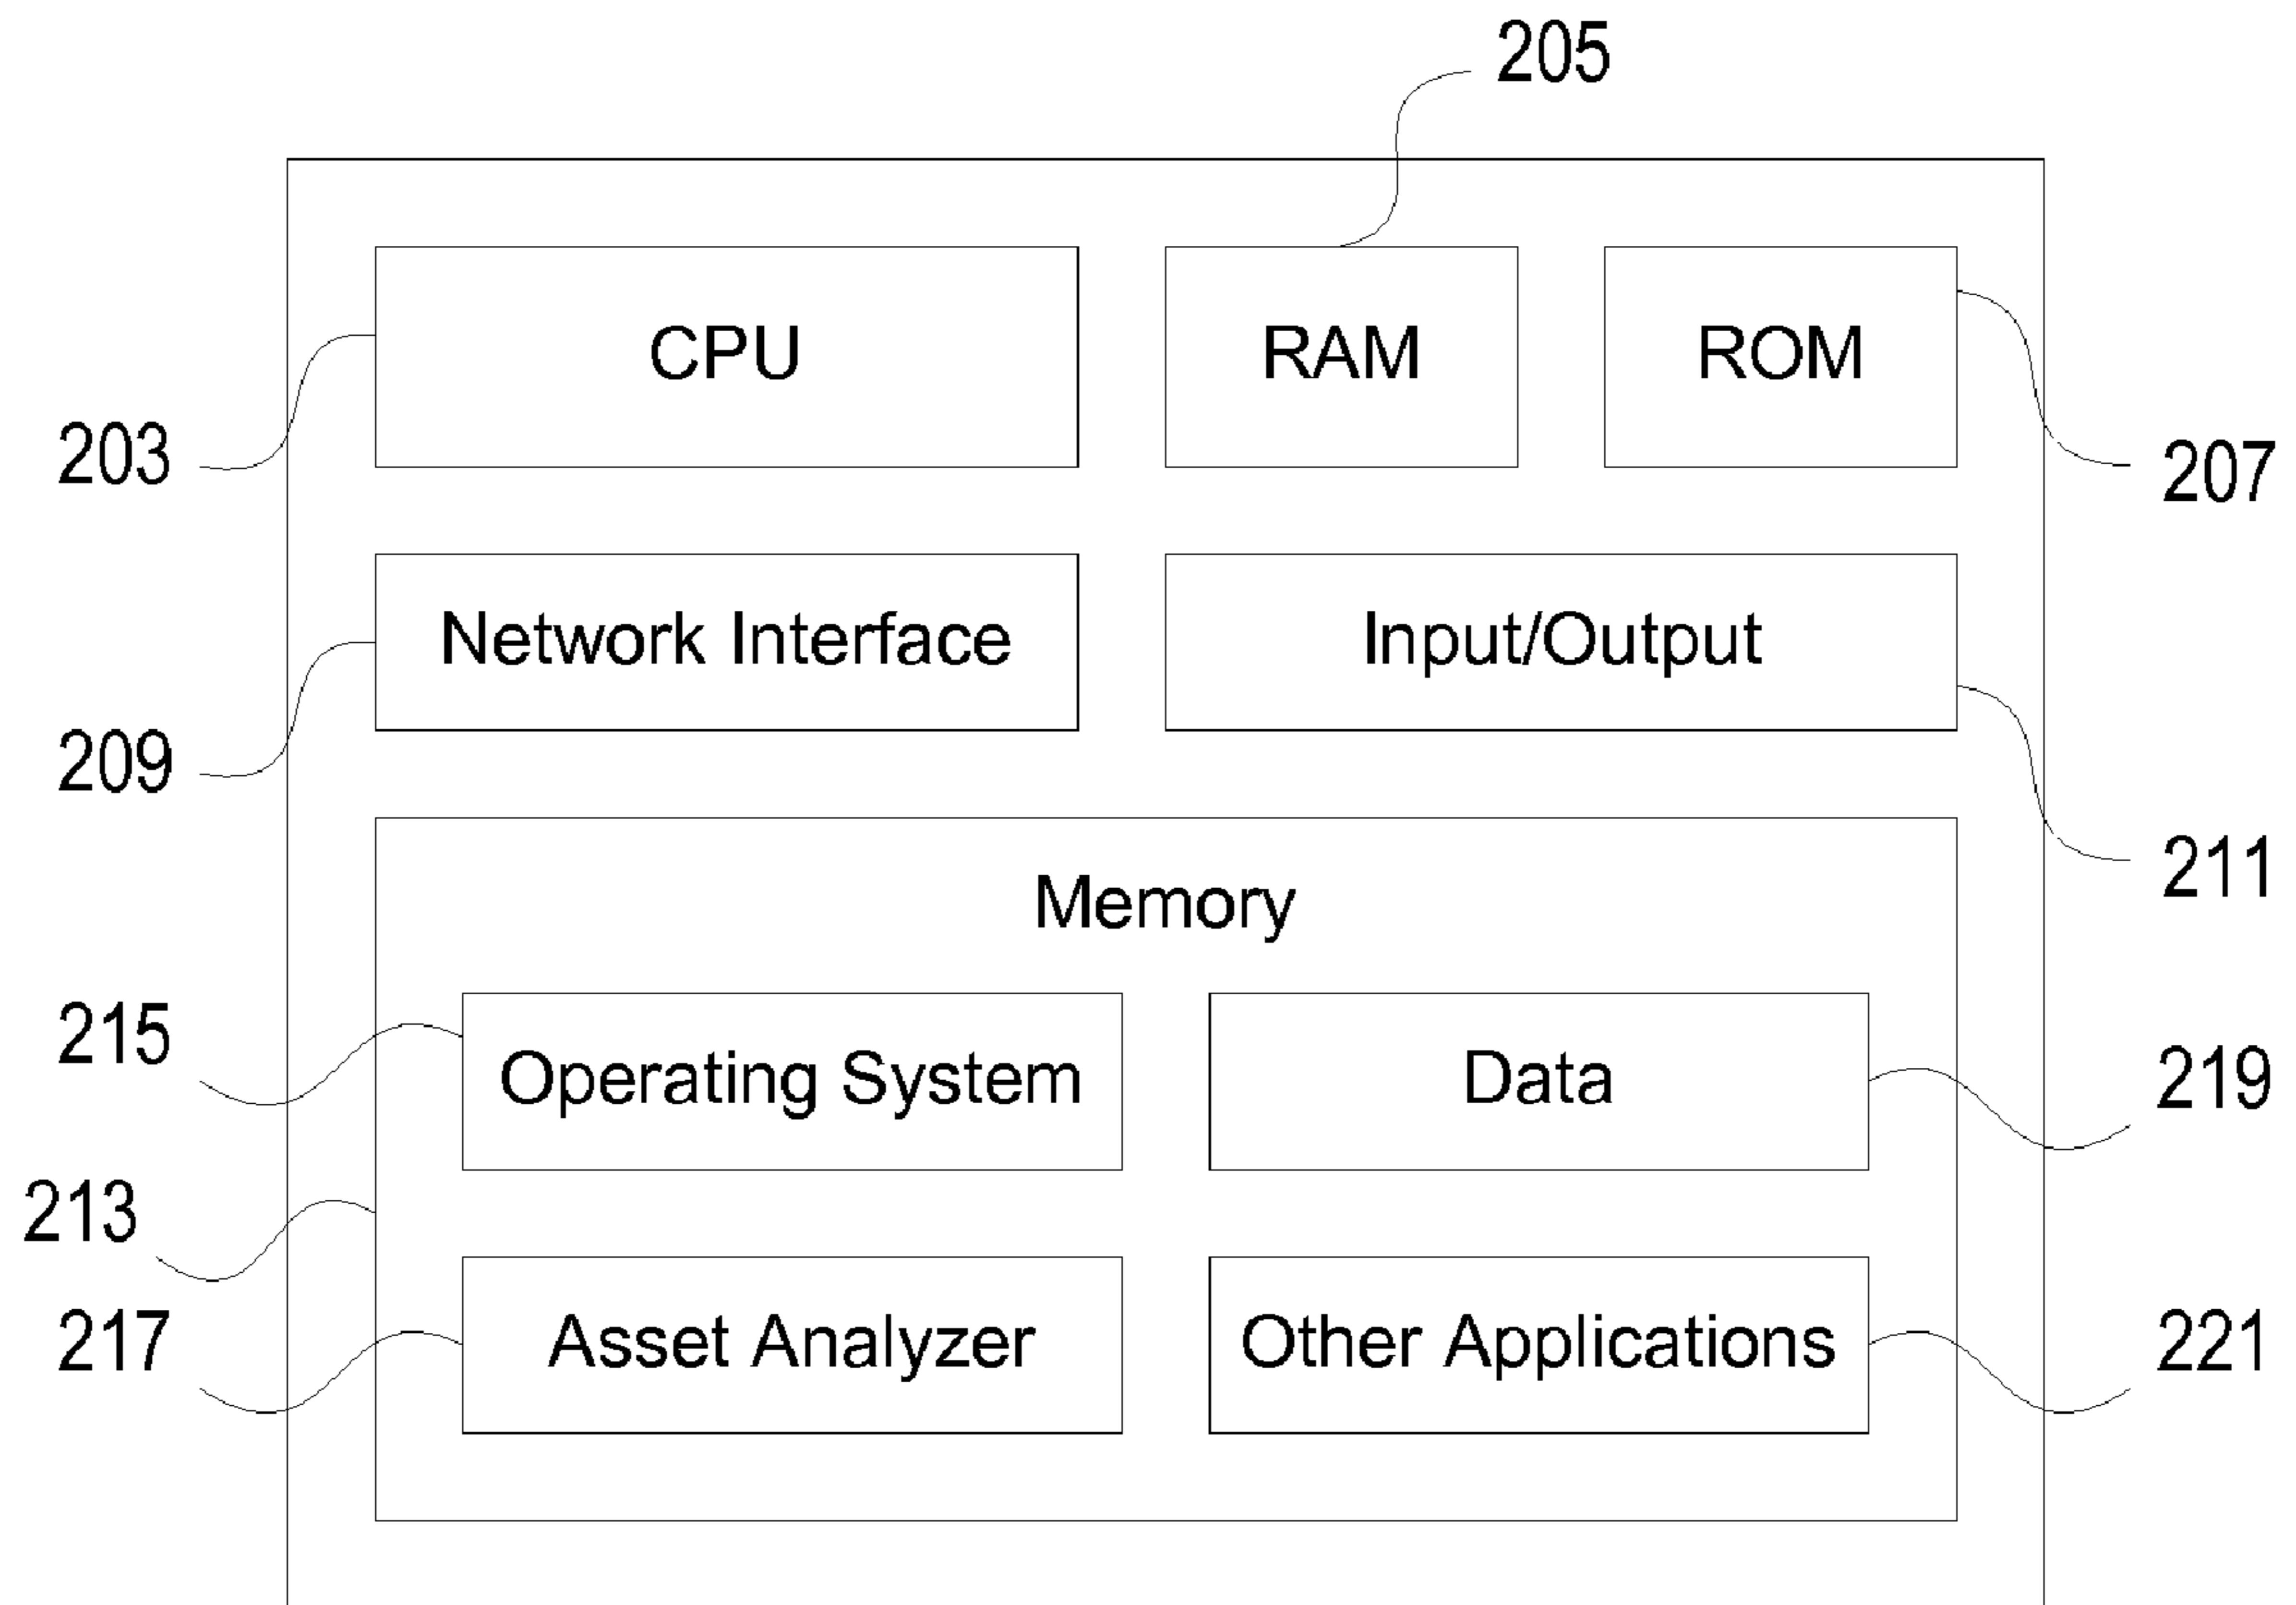 205
CPU
RAM
ROM
203
207
Network Interface
Input/Output
209
211
Memory
215
Operating System
Data
219
213
217
Asset Analyzer
Other Applications
221